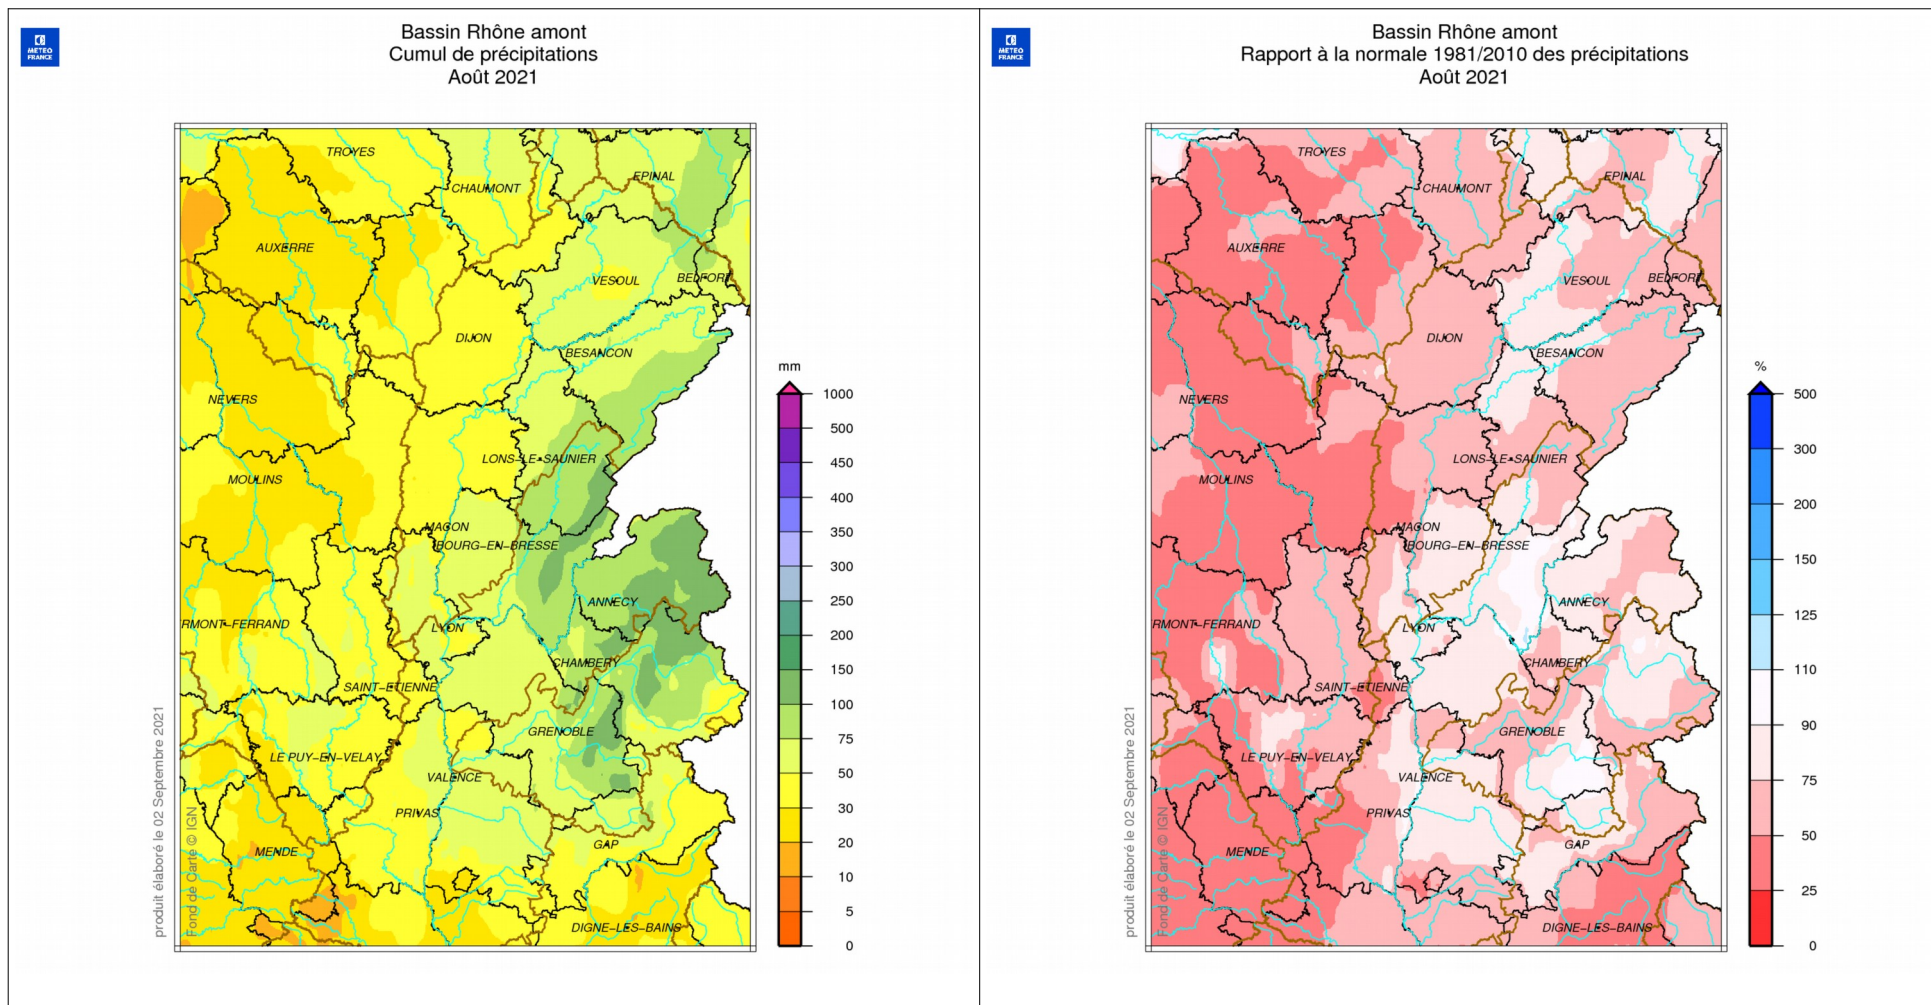 METEO
FRANCE
Bassin Rhône amont
Cumul de précipitations
Août 2021
TROYES
CHAUMONT
EPINAL
AUXERRE
VESOUL
BELFORT
DIJON
BESANCON
NEVERS
LONS-LE-SAUNIER
MOULINS
MACON
BOURG-EN-BRESSE
ANNECY
RMONT-FERRAND
LYON
CHAMBERY
SAINT-ETIENNE
GRENOBLE
LE PUY-EN-VELAY
VALENCE
PRIVAS
GAP
MENDE
DIGNE-LES-BAINS
mm
1000
500
450
400
350
300
250
200
150
100
75
50
30
20
10
5
0
produit élaboré le 02 Septembre 2021
Fond de Carte © IGN
METEO
FRANCE
Bassin Rhône amont
Rapport à la normale 1981/2010 des précipitations
Août 2021
TROYES
CHAUMONT
EPINAL
AUXERRE
VESOUL
BELFORT
DIJON
BESANCON
NEVERS
LONS-LE-SAUNIER
MOULINS
MACON
BOURG-EN-BRESSE
ANNECY
RMONT-FERRAND
LYON
CHAMBERY
SAINT-ETIENNE
GRENOBLE
LE PUY-EN-VELAY
VALENCE
PRIVAS
GAP
MENDE
DIGNE-LES-BAINS
%
500
300
200
150
125
110
90
75
50
25
0
produit élaboré le 02 Septembre 2021
Fond de Carte © IGN